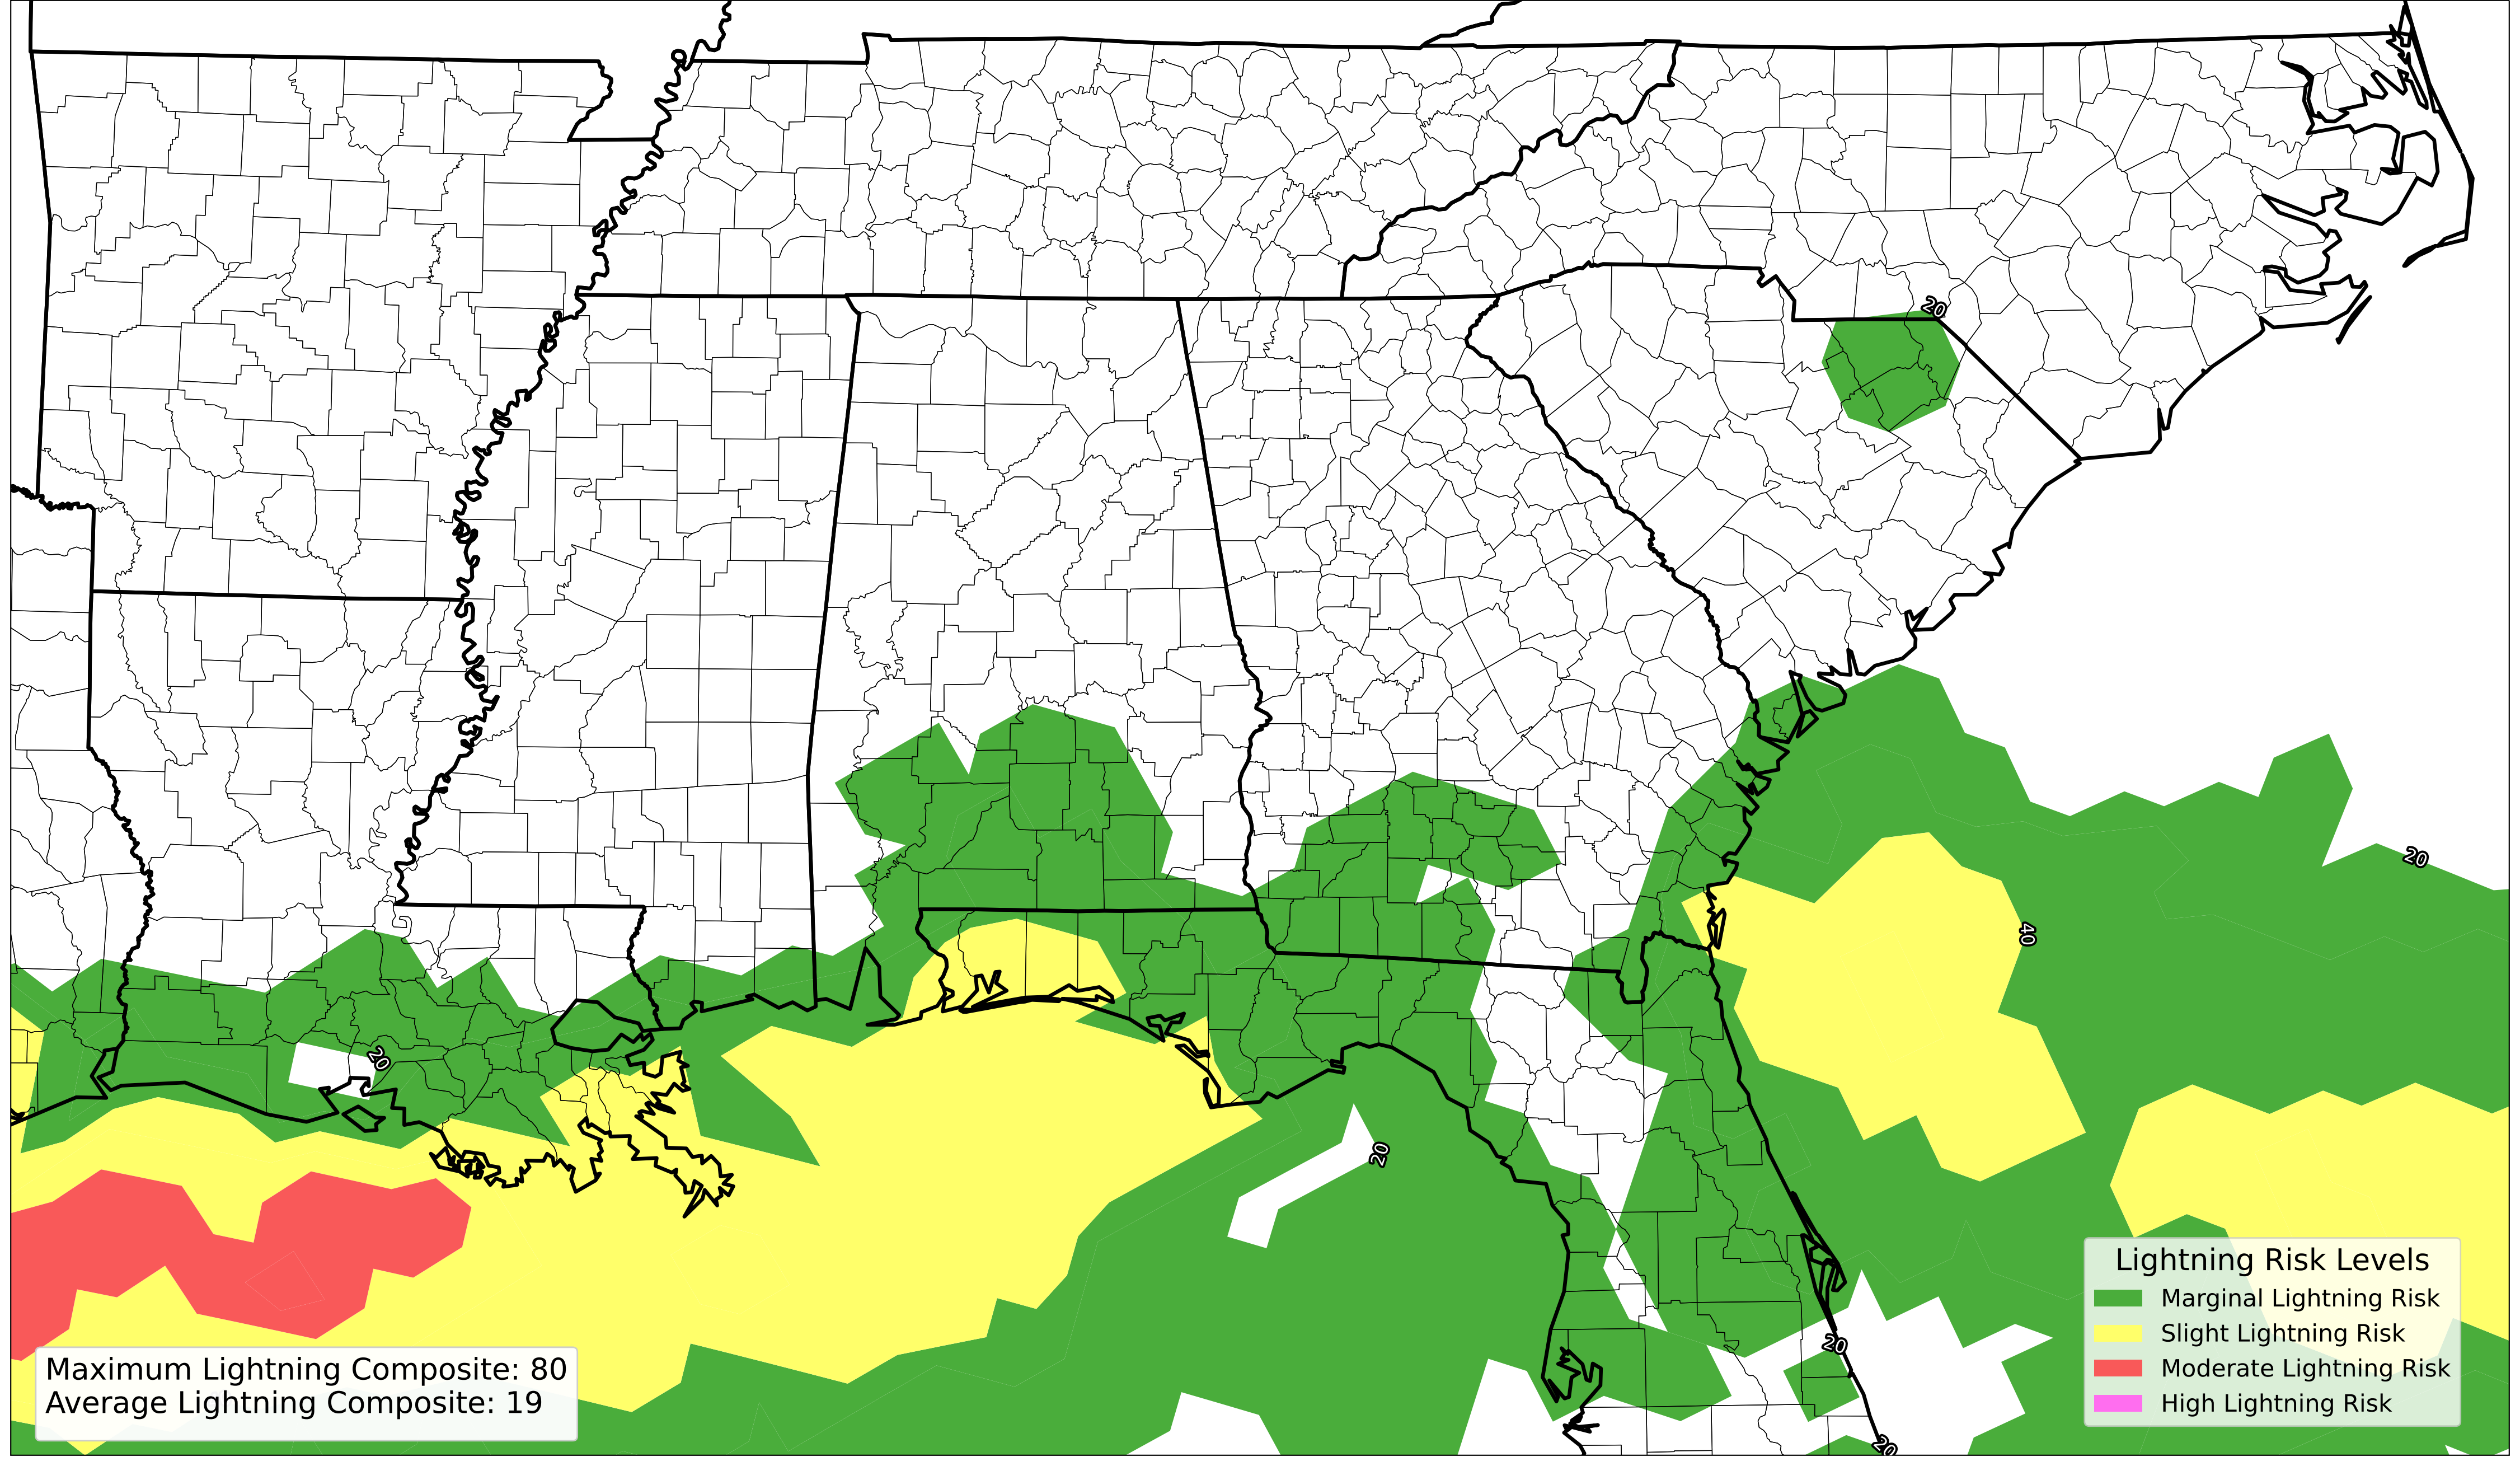 20
20
40
20
20
20
20
Lightning Risk Levels
Marginal Lightning Risk
Slight Lightning Risk
Moderate Lightning Risk
High Lightning Risk
Maximum Lightning Composite: 80
Average Lightning Composite: 19